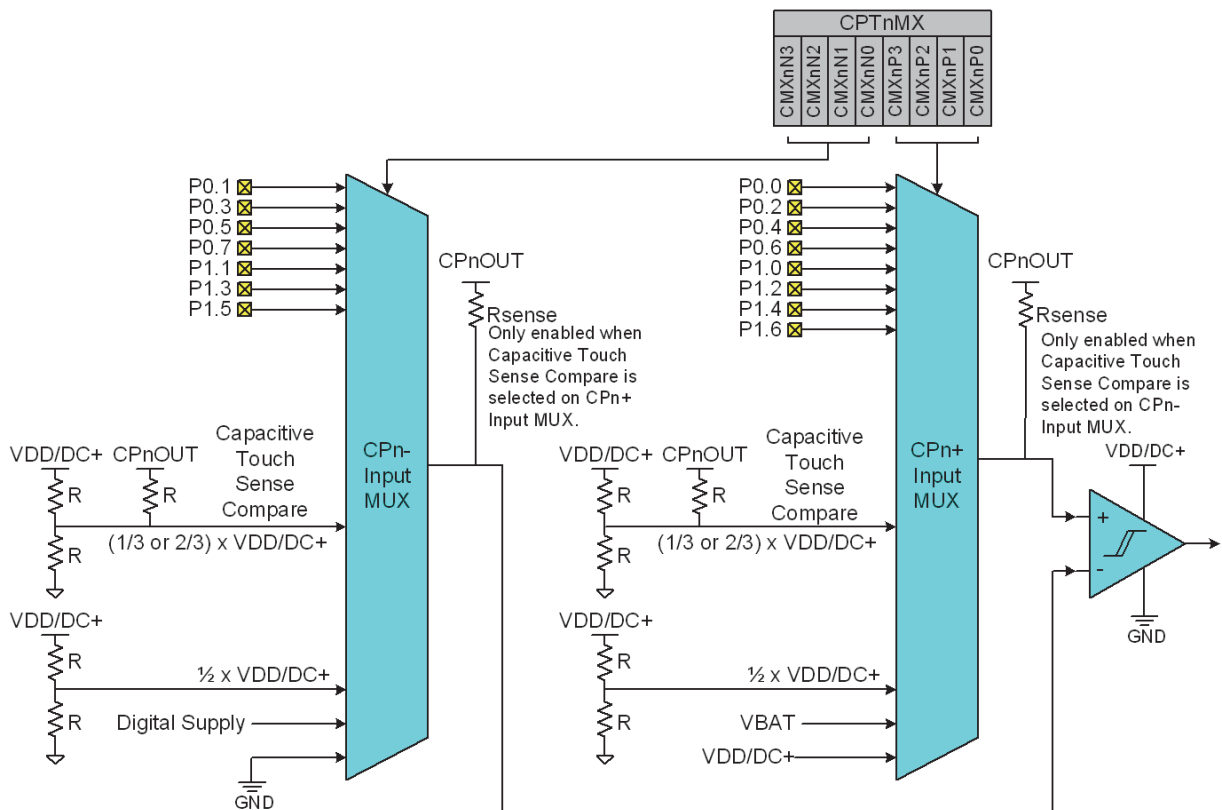 CPTnMX
CMXnN3
CMXnN2
CMXnN1
CMXnN0
CMXnP3
CMXnP2
CMXnP1
CMXnP0
P0.1
P0.3
P0.5
P0.7
P1.1
P1.3
P1.5
CPnOUT
Rsense
Only enabled when
Capacitive Touch
Sense Compare is
selected on CPn+
Input MUX.
VDD/DC+
R
R
CPnOUT
R
Capacitive
Touch
Sense
Compare
(1/3 or 2/3) x VDD/DC+
CPn-
Input
MUX
VDD/DC+
R
R
½ x VDD/DC+
Digital Supply
GND
P0.0
P0.2
P0.4
P0.6
P1.0
P1.2
P1.4
P1.6
CPnOUT
Rsense
Only enabled when
Capacitive Touch
Sense Compare is
selected on CPn-
Input MUX.
VDD/DC+
R
R
CPnOUT
R
Capacitive
Touch
Sense
Compare
(1/3 or 2/3) x VDD/DC+
CPn+
Input
MUX
VDD/DC+
R
R
½ x VDD/DC+
VBAT
VDD/DC+
VDD/DC+
+
-
GND